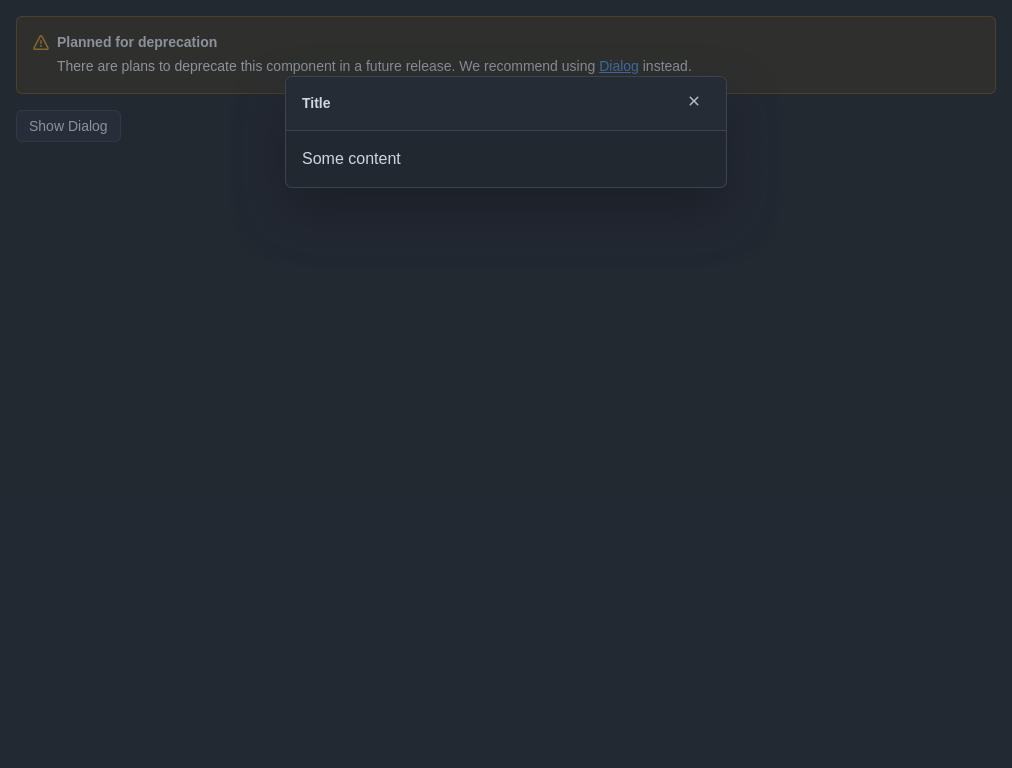 Planned for deprecation
There are plans to deprecate this component in a future release. We recommend using Dialog instead.
Title
Show Dialog
Some content